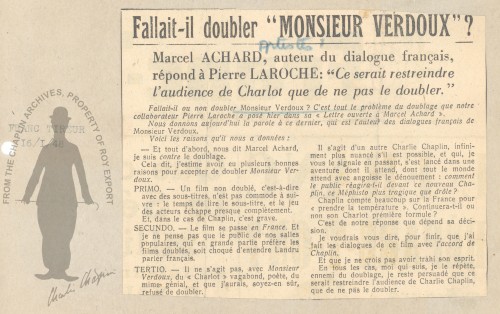 Fallait-il doubler "MONSIEUR VERDOUX"?
Marcel ACHARD, auteur du dialogue français,
répond à Pierre LAROCHE: "Ce serait restreindre
l'audience de Charlot que de ne pas le doubler."
Fallait-il ou non doubler Monsieur Verdoux ? C'est tout le problème du doublage que notre
collaborateur Pierre Laroche a posé hier dans sa « Lettre ouverte à Marcel Achard ».
Nous donnons aujourd'hui la parole à ce dernier, qui est l'auteur des dialogues français de
Monsieur Verdoux.
Voici les raisons qu'il nous a données :
— Et tout d'abord, nous dit Marcel Achard,
je suis contre le doublage.
Cela dit, j'estime avoir eu plusieurs bonnes
raisons pour accepter de doubler Monsieur Ver-
doux.
PRIMO. — Un film non doublé, c'est-à-dire
avec des sous-titres, n'est pas commode à sui-
vre : le temps de lire le sous-titre, et le jeu
des acteurs échappe presque complètement.
Et, dans le cas de Chaplin, c'est grave.
SECUNDO. — Le film se passe en France. Et
je ne pense pas que le public de nos salles
populaires, qui en grande partie préfère les
films doublés, soit choqué d'entendre Landru
parler français.
TERTIO. — Il ne s'agit pas, avec Monsieur
Verdoux, du « Charlot » vagabond, poète, du
mime génial, et que j'aurais, soyez-en sûr,
refusé de doubler.
Il s'agit d'un autre Charlie Chaplin, infini-
ment plus nuancé s'il est possible, et qui, je
vous le signale en passant, s'est lancé dans une
aventure dont il attend, dont tout le monde
attend avec angoisse le dénouement : comment le
public réagira-t-il devant ce nouveau Cha-
plin, ce Méphisto plus tragique que drôle ?
Chaplin compte beaucoup sur la France pour
« prendre la température ». Continuera-t-il ou
non son Charlot première formule ?
C'est de notre réponse que dépend sa déci-
sion.
Je voudrais vous dire, pour finir, que j'ai
fait les dialogues de ce film avec l'accord de
Chaplin.
Et que je ne crois pas avoir trahi son esprit.
En tous les cas, moi qui suis, je le répète,
ennemi du doublage, je reste persuadé que ce
serait restreindre l'audience de Charlie Chaplin,
que de ne pas le doubler.
FROM THE CHAPLIN ARCHIVES, PROPERTY OF ROY EXPORT
Charlie Chaplin